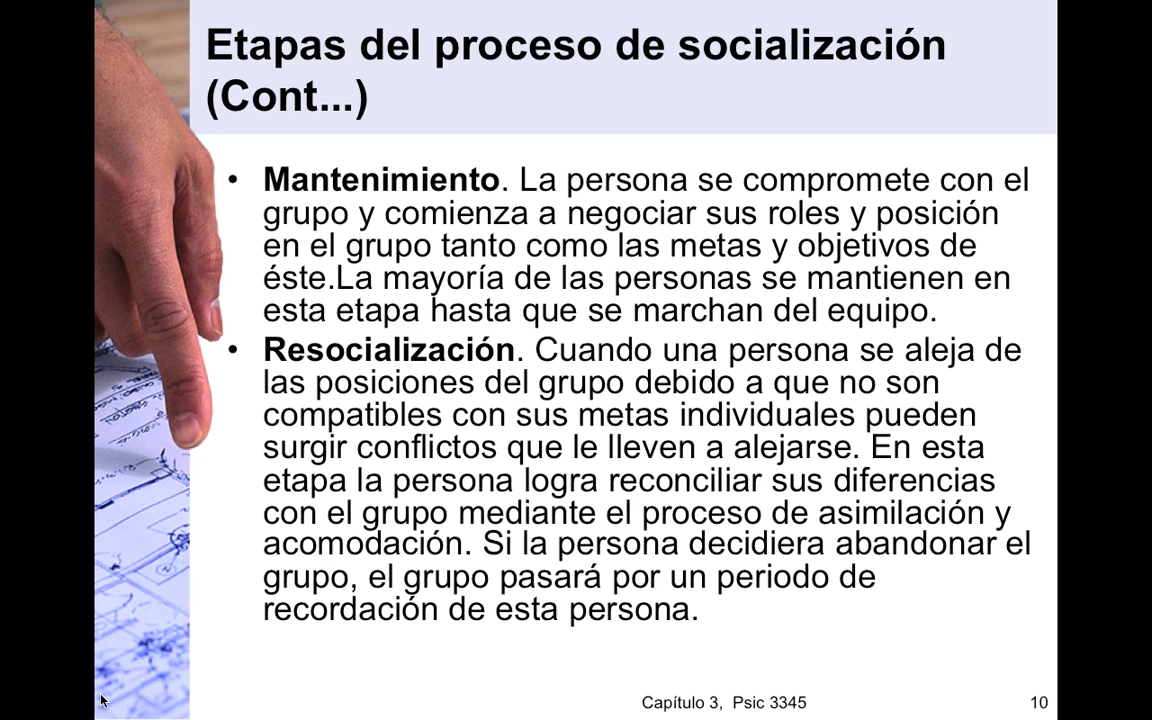 Etapas del proceso de socialización
(Cont...)
• Mantenimiento. La persona se compromete con el
grupo y comienza a negociar sus roles y posición
en el grupo tanto como las metas y objetivos de
éste.La mayoría de las personas se mantienen en
esta etapa hasta que se marchan del equipo.
• Resocialización. Cuando una persona se aleja de
las posiciones del grupo debido a que no son
compatibles con sus metas individuales pueden
surgir conflictos que le lleven a alejarse. En esta
etapa la persona logra reconciliar sus diferencias
con el grupo mediante el proceso de asimilación y
acomodación. Si la persona decidiera abandonar el
grupo, el grupo pasará por un periodo de
recordación de esta persona.
Capítulo 3, Psic 3345
10